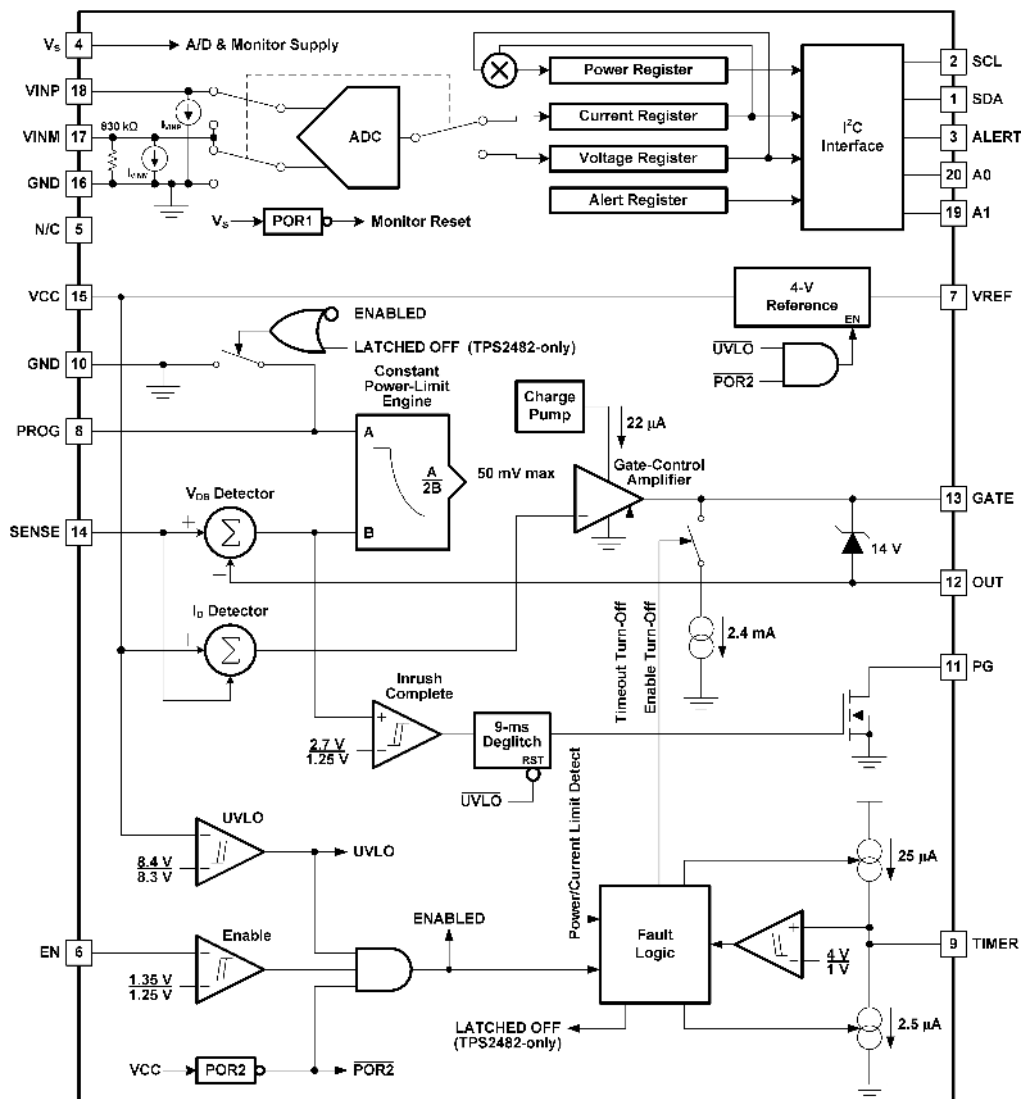 Vs 4 A/D & Monitor Supply
VINP 18
IVINP
830 kΩ
VINM 17
IVINM
GND 16
N/C 5
ADC
Vs POR1 Monitor Reset
Power Register
Current Register
Voltage Register
Alert Register
I²C
Interface
2 SCL
1 SDA
3 ALERT
20 A0
19 A1
VCC 15
4-V
Reference
EN
7 VREF
ENABLED
LATCHED OFF (TPS2482-only)
UVLO
POR2
GND 10
Constant
Power-Limit
Engine
Charge
Pump
22 µA
PROG 8
A
A
2B
B
50 mV max
Gate-Control
Amplifier
−
13 GATE
VDS Detector
SENSE 14
+
Σ
−
14 V
12 OUT
ID Detector
Σ
Timeout Turn-Off
Enable Turn-Off
2.4 mA
11 PG
Inrush
Complete
+
−
2.7 V
1.25 V
9-ms
Deglitch
RST
UVLO
UVLO
−
−
8.4 V
8.3 V
UVLO
Power/Current Limit Detect
25 µA
ENABLED
EN 6
Enable
−
−
1.35 V
1.25 V
Fault
Logic
+
−
4 V
1 V
9 TIMER
2.5 µA
LATCHED OFF
(TPS2482-only)
VCC POR2 POR2